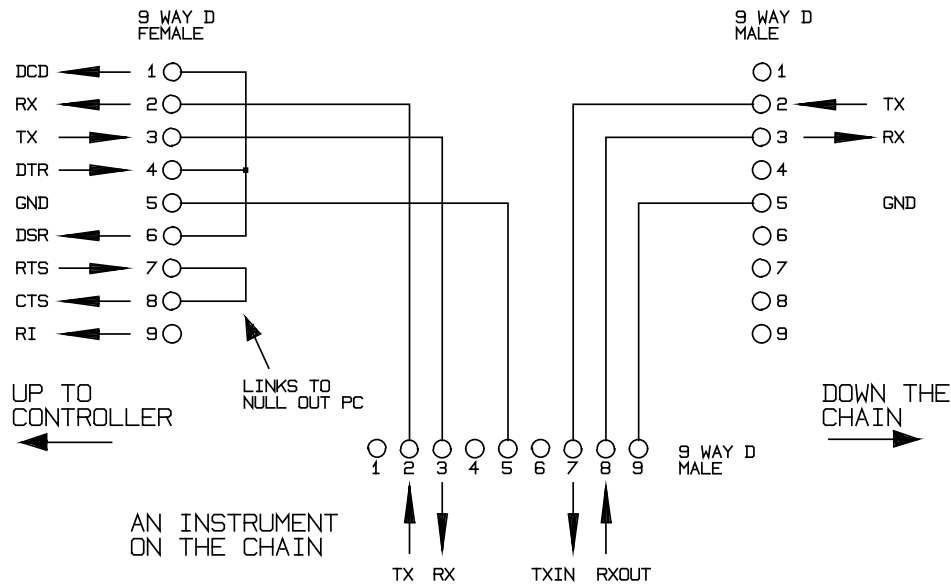 9 WAY D
FEMALE
9 WAY D
MALE
DCD 1 1
RX 2 2 TX
TX 3 3 RX
DTR 4 4
GND 5 5 GND
DSR 6 6
RTS 7 7
CTS 8 8
RI 9 9
LINKS TO
NULL OUT PC
UP TO
CONTROLLER
DOWN THE
CHAIN
1 2 3 4 5 6 7 8 9
9 WAY D
MALE
AN INSTRUMENT
ON THE CHAIN
TX RX TXIN RXOUT